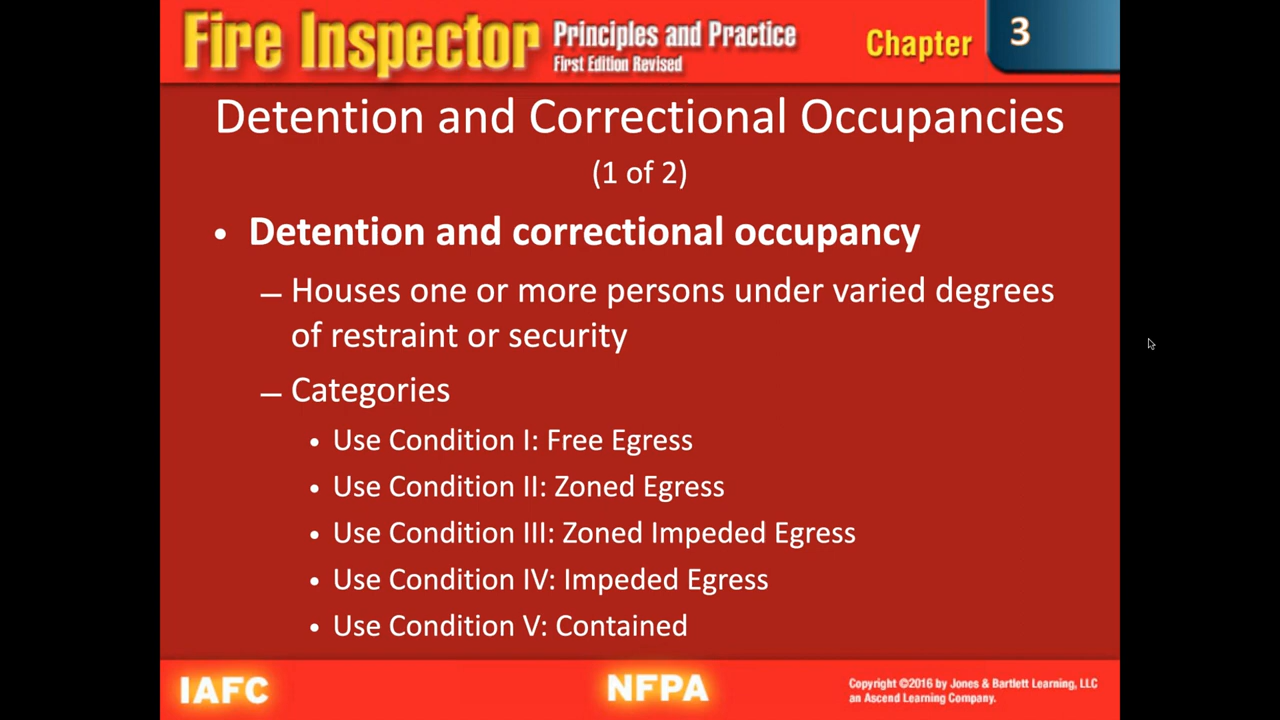 Fire Inspector Principles and Practice
First Edition Revised
Chapter 3
Detention and Correctional Occupancies
(1 of 2)
• Detention and correctional occupancy
– Houses one or more persons under varied degrees
of restraint or security
– Categories
• Use Condition I: Free Egress
• Use Condition II: Zoned Egress
• Use Condition III: Zoned Impeded Egress
• Use Condition IV: Impeded Egress
• Use Condition V: Contained
IAFC
NFPA
Copyright ©2016 by Jones & Bartlett Learning, LLC
an Ascend Learning Company.